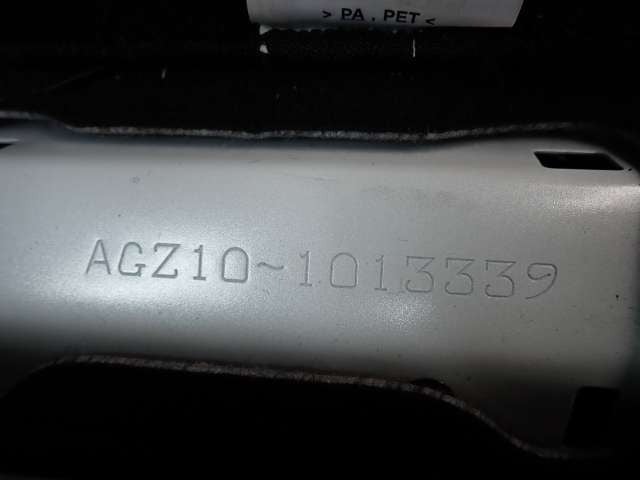 > PA . PET <
AGZ10~1013339